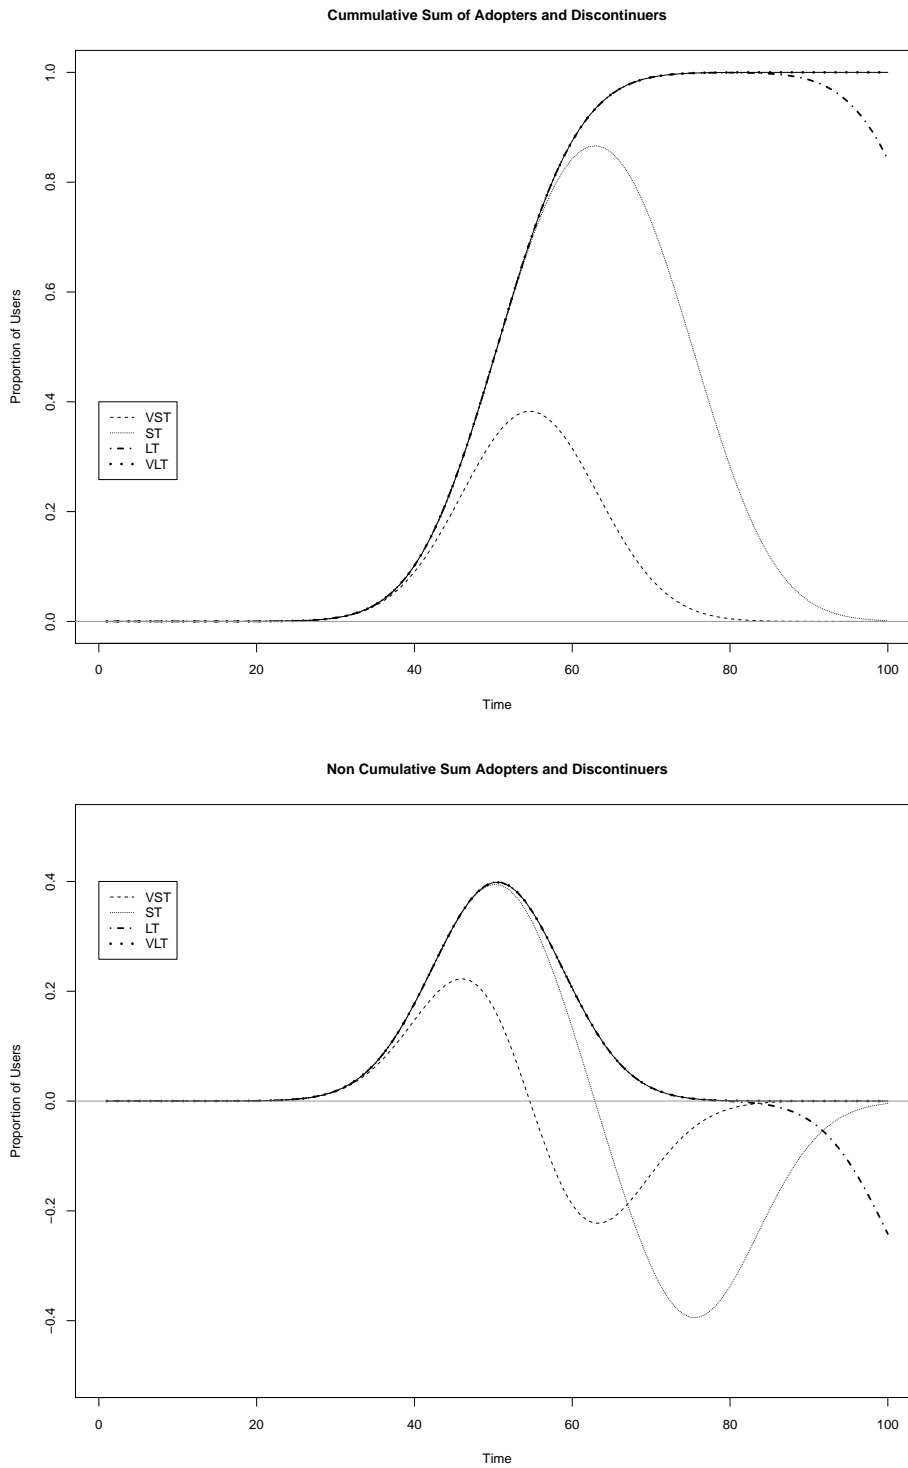 Cummulative Sum of Adopters and Discontinuers
1.0
0.8
0.6
0.4
0.2
0.0
Proportion of Users
VST
ST
LT
VLT
0 20 40 60 80 100
Time
Non Cumulative Sum Adopters and Discontinuers
0.4
0.2
0.0
−0.2
−0.4
Proportion of Users
VST
ST
LT
VLT
0 20 40 60 80 100
Time